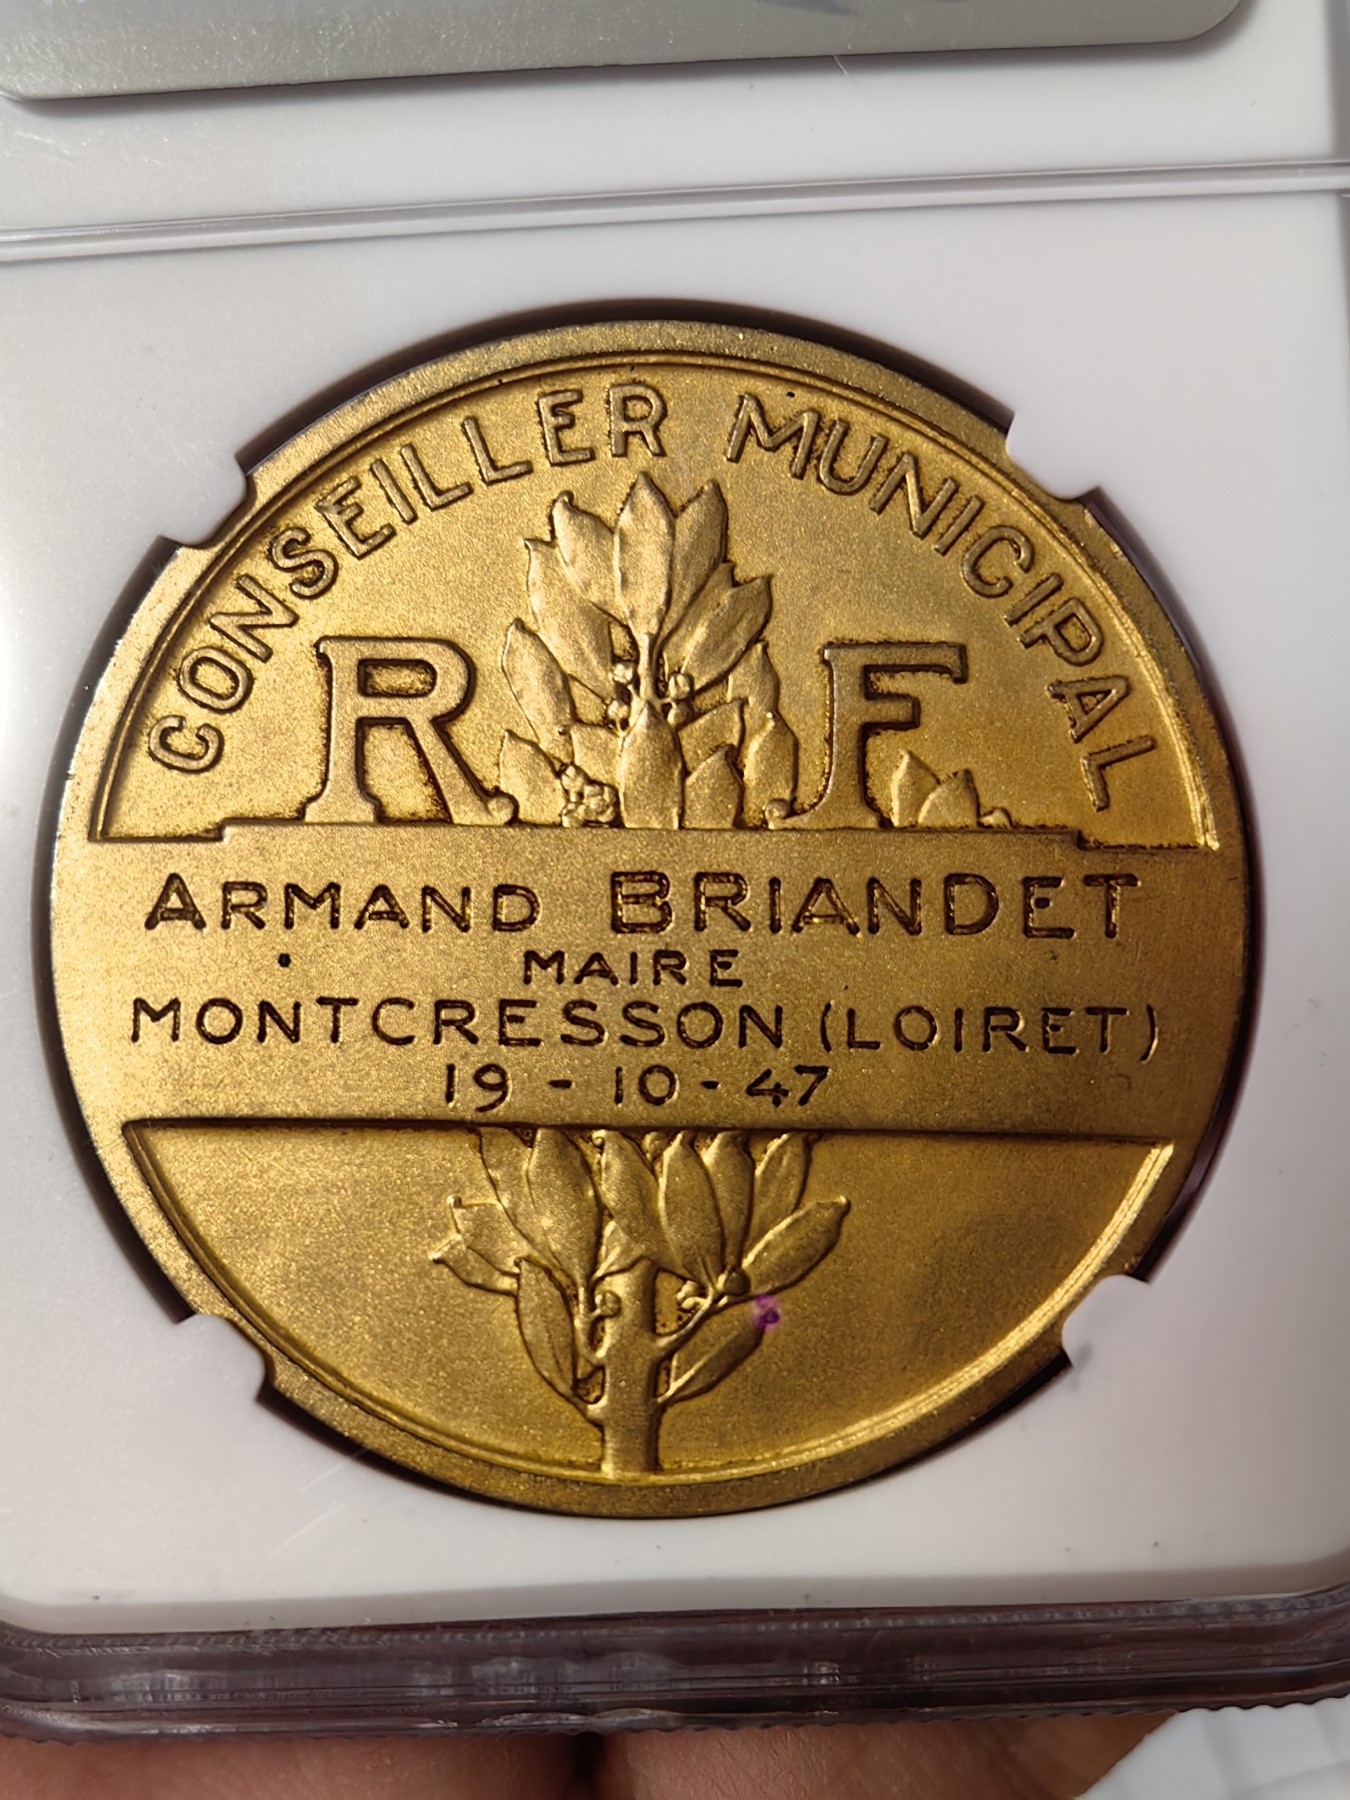 CONSEILLER MUNICIPAL
R F
ARMAND BRIANDET
MAIRE
MONTCRESSON (LOIRET)
19 - 10 - 47